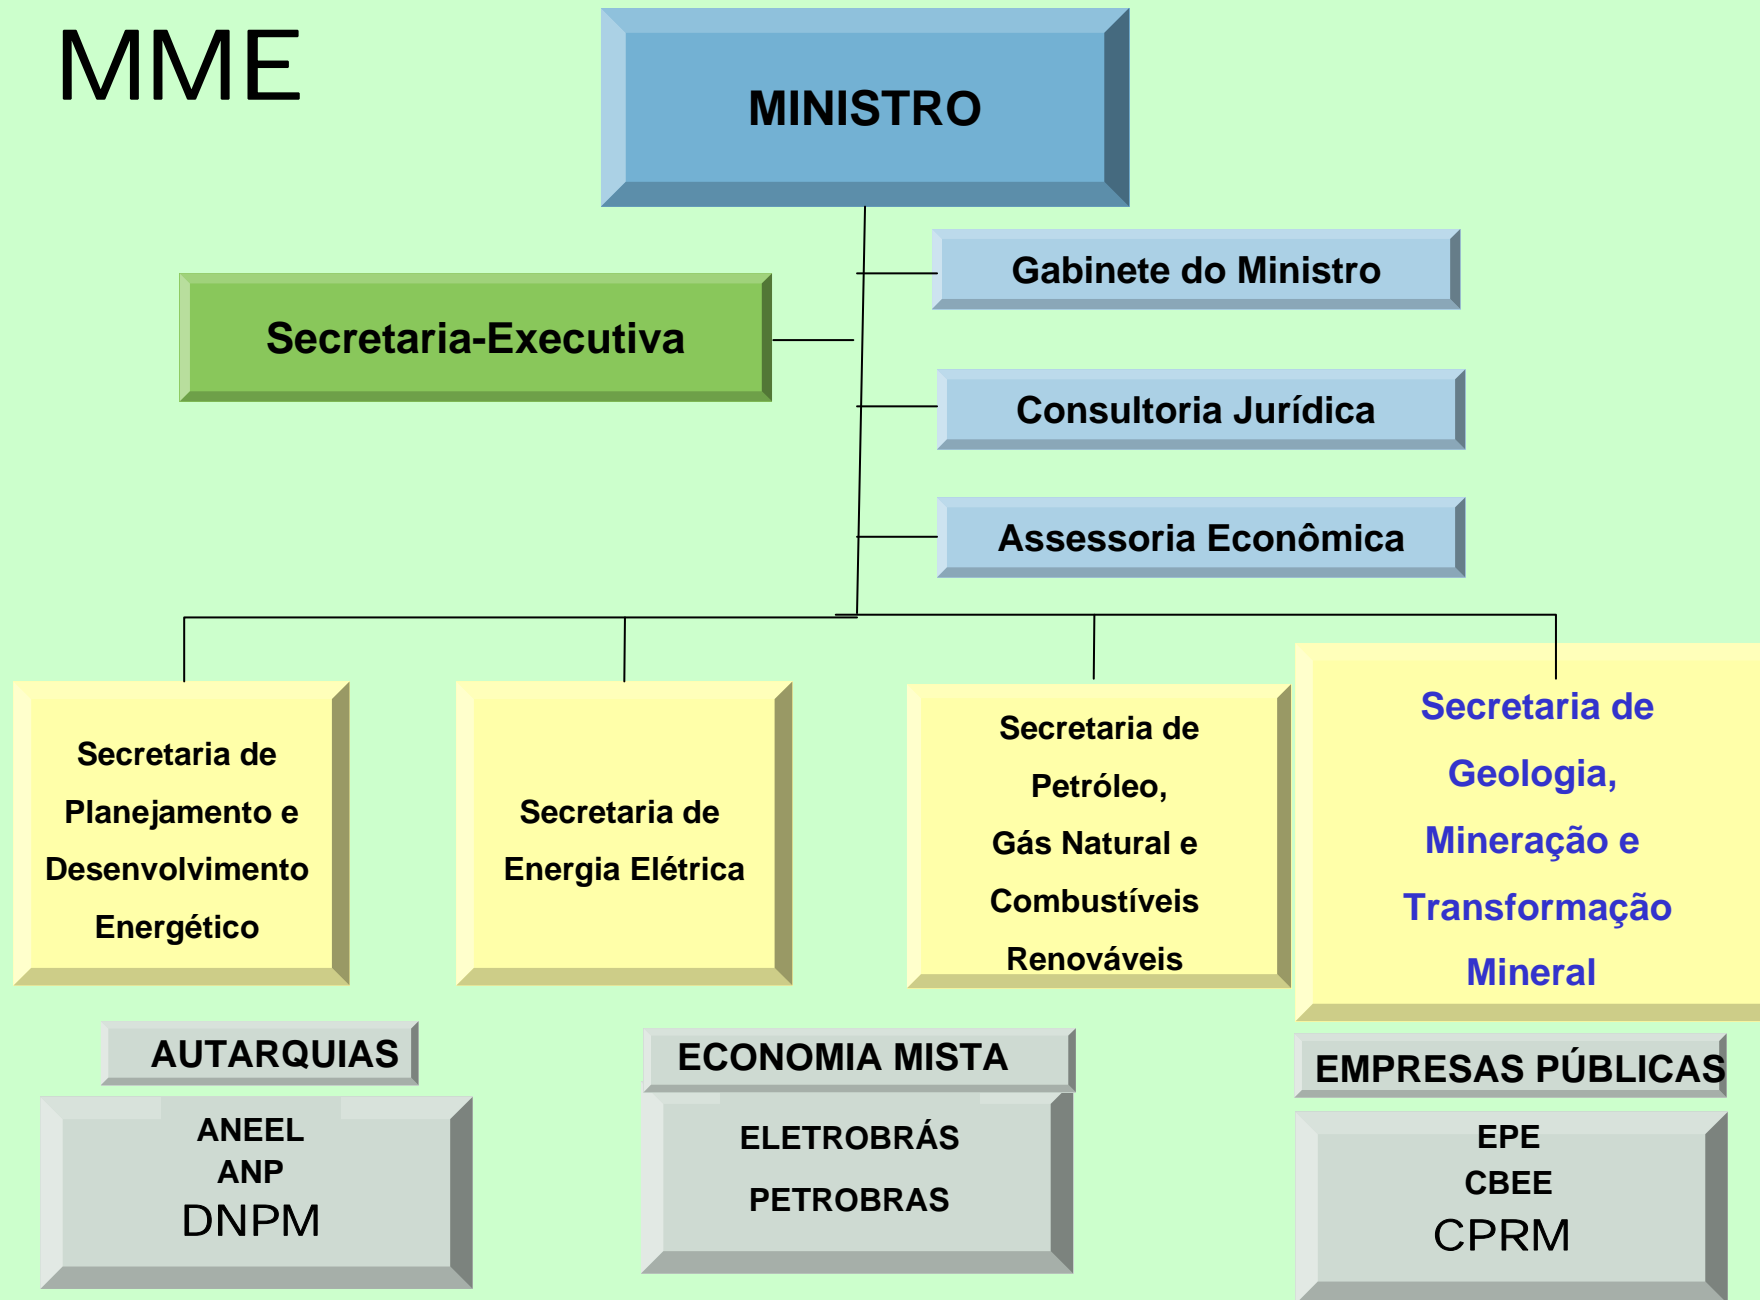 MME
MINISTRO
Gabinete do Ministro
Secretaria-Executiva
Consultoria Jurídica
Assessoria Econômica
Secretaria de
Planejamento e
Desenvolvimento
Energético
Secretaria de
Energia Elétrica
Secretaria de
Petróleo,
Gás Natural e
Combustíveis
Renováveis
Secretaria de
Geologia,
Mineração e
Transformação
Mineral
AUTARQUIAS
ANEEL
ANP
DNPM
ECONOMIA MISTA
ELETROBRÁS
PETROBRAS
EMPRESAS PÚBLICAS
EPE
CBEE
CPRM